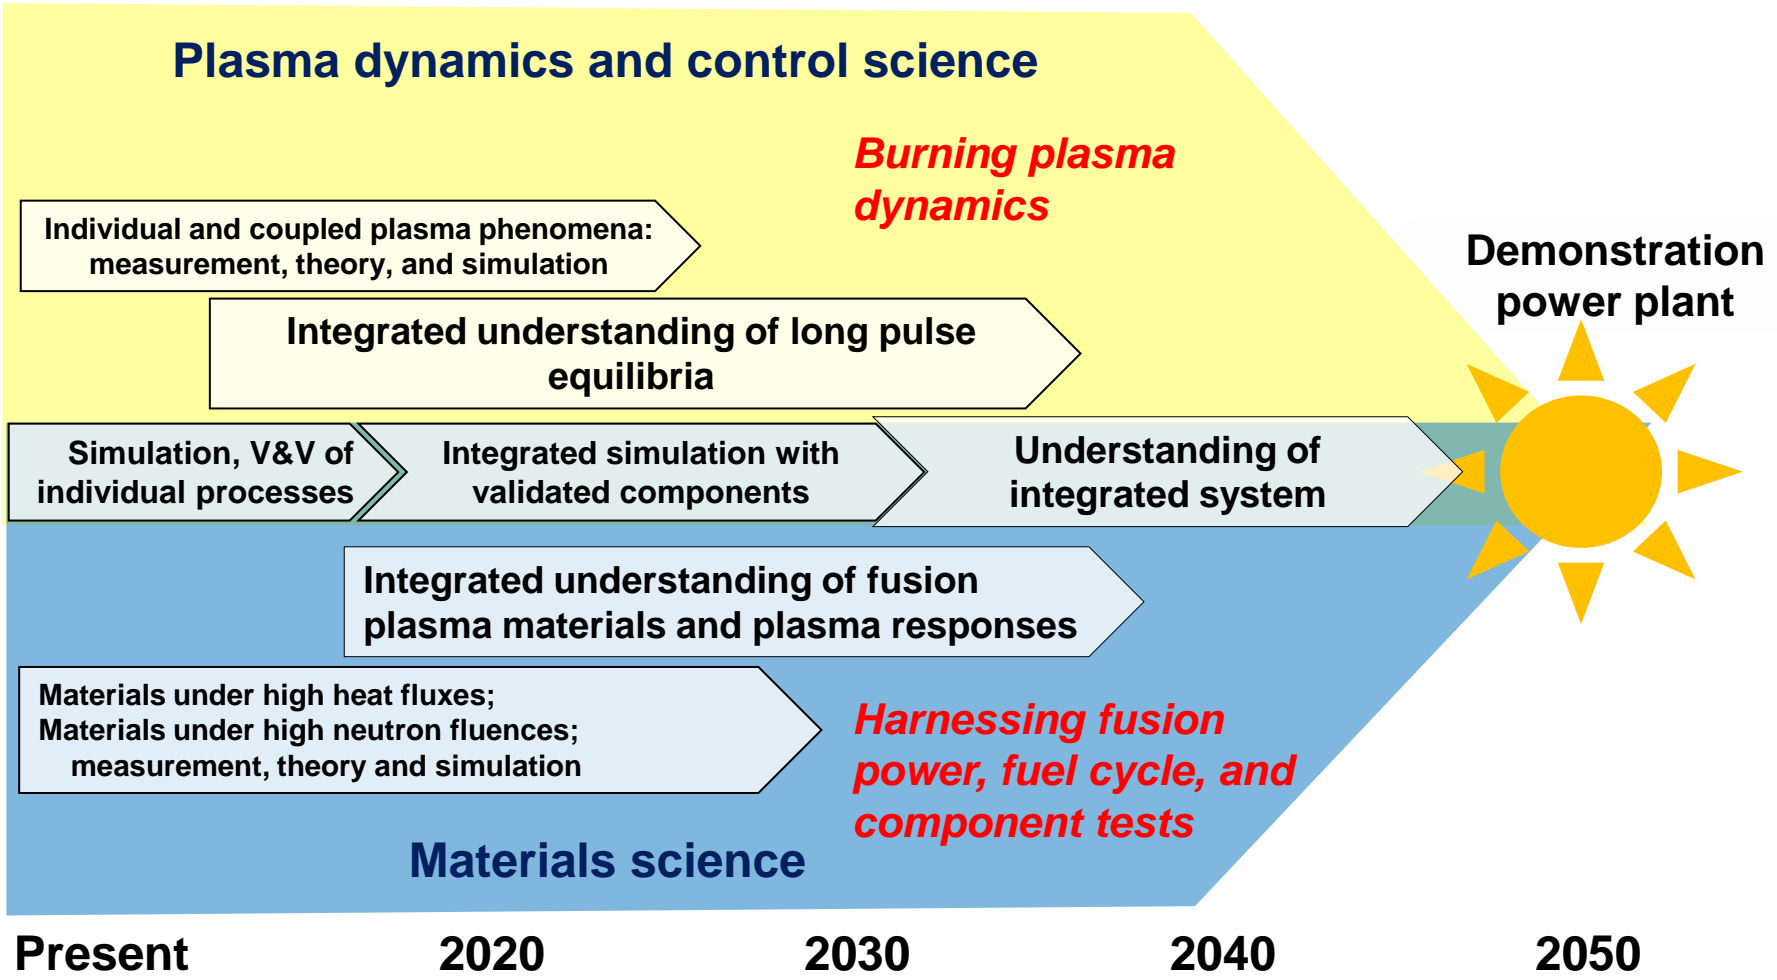 Plasma dynamics and control science
Burning plasma
dynamics
Individual and coupled plasma phenomena:
measurement, theory, and simulation
Demonstration
power plant
Integrated understanding of long pulse
equilibria
Simulation, V&V of
individual processes
Integrated simulation with
validated components
Understanding of
integrated system
Integrated understanding of fusion
plasma materials and plasma responses
Materials under high heat fluxes;
Materials under high neutron fluences;
measurement, theory and simulation
Harnessing fusion
power, fuel cycle, and
component tests
Materials science
Present 2020 2030 2040 2050